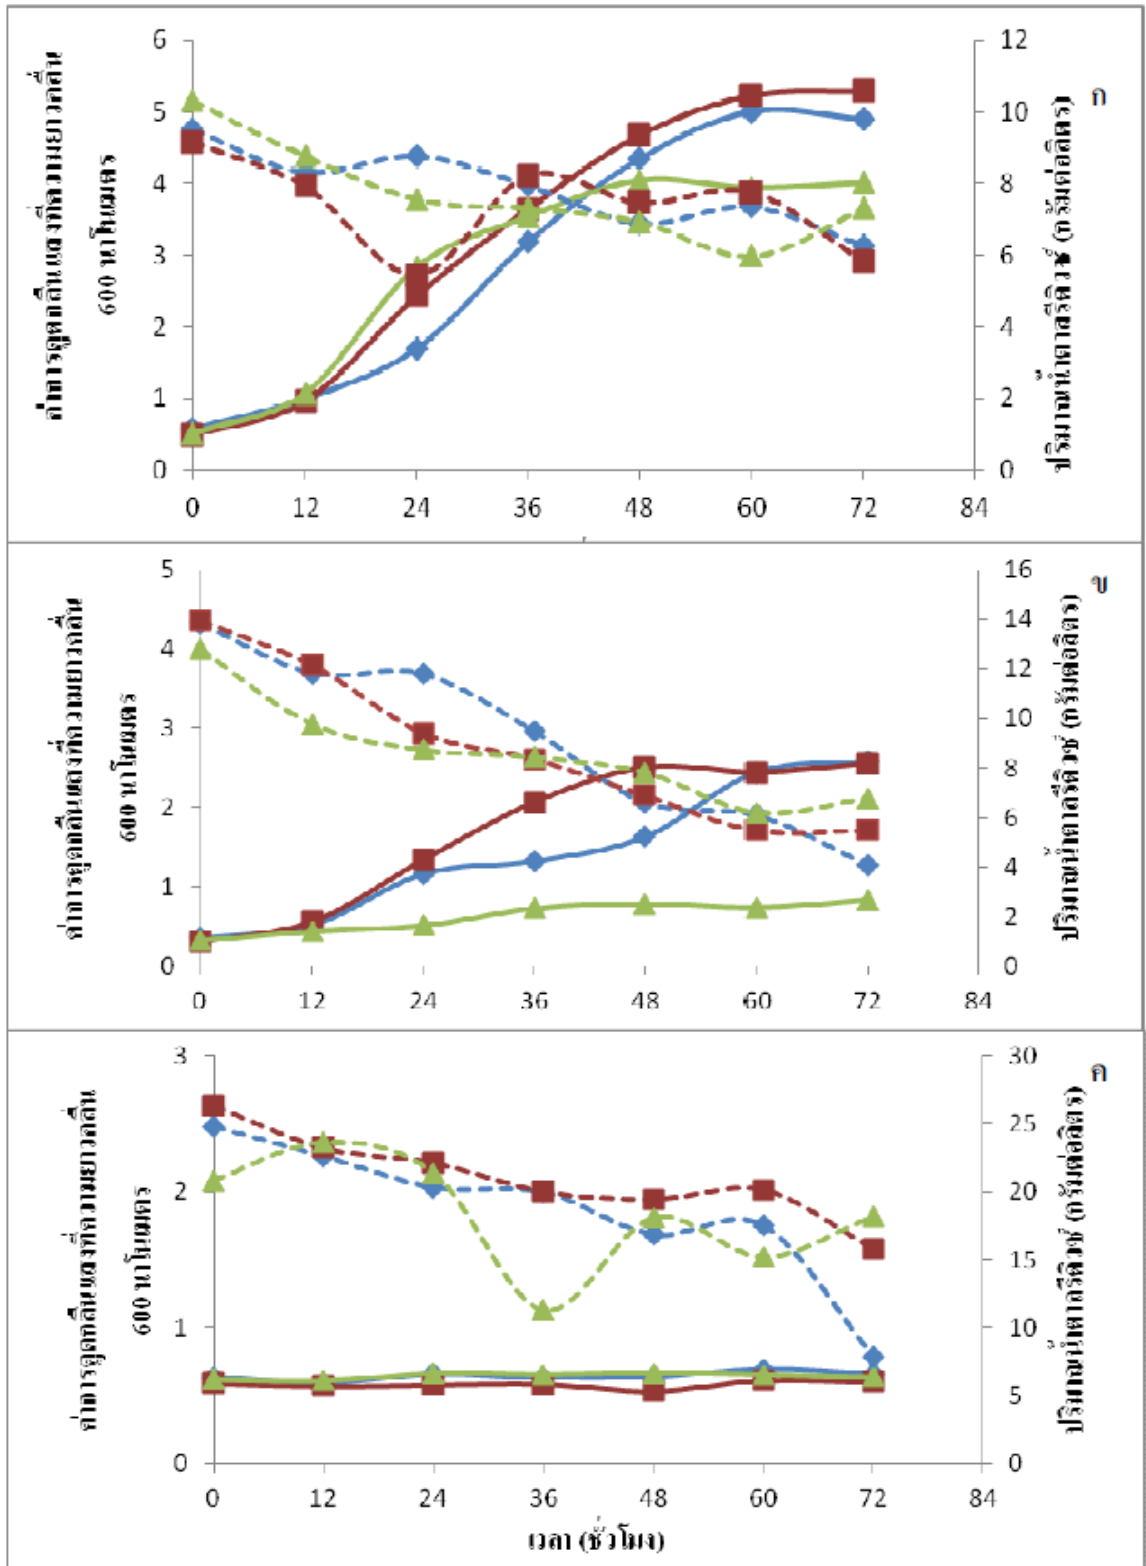 ก
ค่าการดูดกลืนแสงที่ความยาวคลื่น
600 นาโนเมตร
6
5
4
3
2
1
0
12
10
8
6
4
2
0
ปริมาณน้ำตาลรีดิวซ์ (กรัมต่อลิตร)
0 12 24 36 48 60 72 84
ข
ค่าการดูดกลืนแสงที่ความยาวคลื่น
600 นาโนเมตร
5
4
3
2
1
0
16
14
12
10
8
6
4
2
0
ปริมาณน้ำตาลรีดิวซ์ (กรัมต่อลิตร)
0 12 24 36 48 60 72 84
ค
ค่าการดูดกลืนแสงที่ความยาวคลื่น
600 นาโนเมตร
3
2
1
0
30
25
20
15
10
5
0
ปริมาณน้ำตาลรีดิวซ์ (กรัมต่อลิตร)
0 12 24 36 48 60 72 84
เวลา (ชั่วโมง)